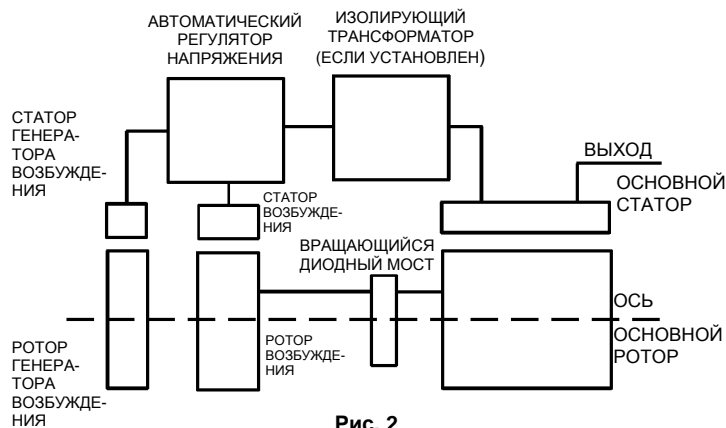 АВТОМАТИЧЕСКИЙ
РЕГУЛЯТОР
НАПРЯЖЕНИЯ
ИЗОЛИРУЮЩИЙ
ТРАНСФОРМАТОР
(ЕСЛИ УСТАНОВЛЕН)
СТАТОР
ГЕНЕРА-
ТОРА
ВОЗБУЖДЕ-
НИЯ
СТАТОР
ВОЗБУЖДЕ-
НИЯ
ВЫХОД
ОСНОВНОЙ
СТАТОР
ВРАЩАЮЩИЙСЯ
ДИОДНЫЙ МОСТ
ОСЬ
РОТОР
ГЕНЕРА-
ТОРА
ВОЗБУЖДЕ-
НИЯ
РОТОР
ВОЗБУЖДЕ-
НИЯ
ОСНОВНОЙ
РОТОР
Рис. 2